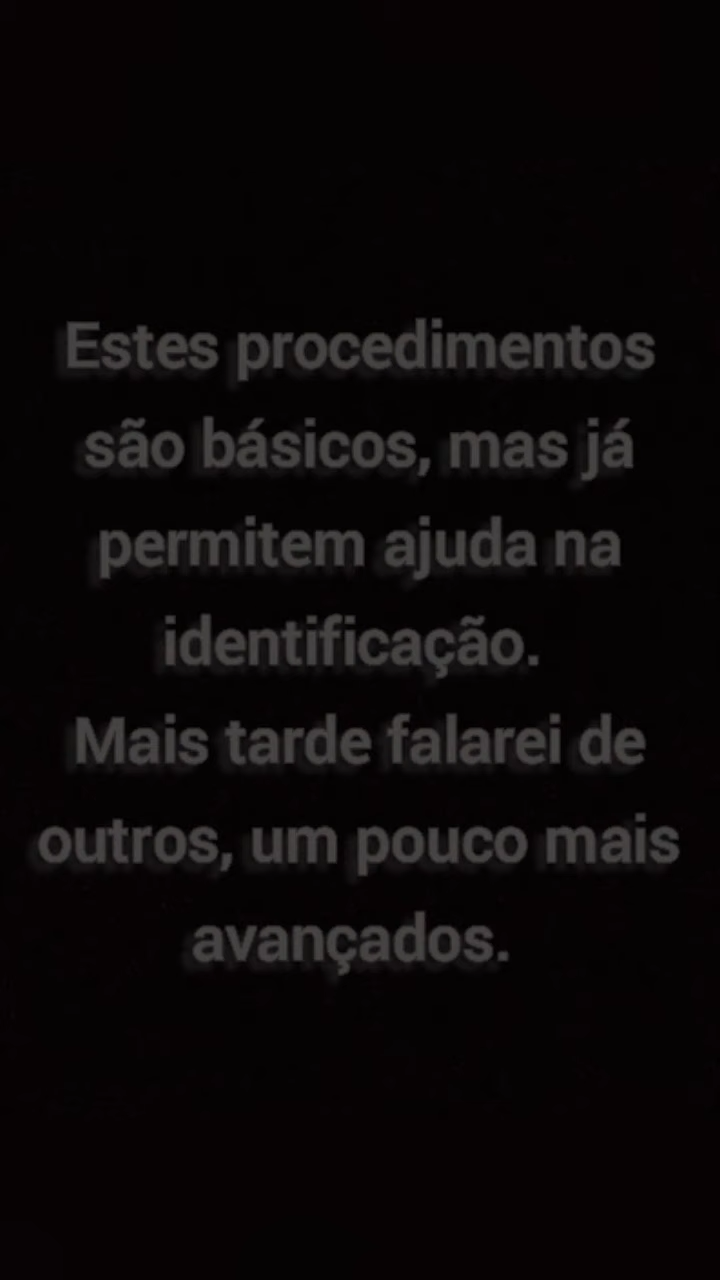 Estes procedimentos
são básicos, mas já
permitem ajuda na
identificação.
Mais tarde falarei de
outros, um pouco mais
avançados.